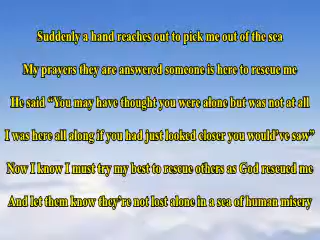 Suddenly a hand reaches out to pick me out of the sea
My prayers they are answered someone is here to rescue me
He said "You may have thought you were alone but was not at all
I was here all along if you had just looked closer you would've saw"
Now I know I must try my best to rescue others as God rescued me
And let them know they're not lost alone in a sea of human misery